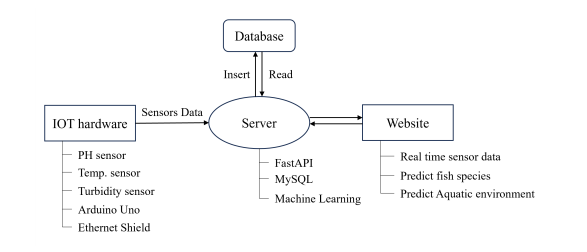 Database
Insert
Read
Sensors Data
IOT hardware
Server
Website
PH sensor
Temp. sensor
Turbidity sensor
Arduino Uno
Ethernet Shield
FastAPI
MySQL
Machine Learning
Real time sensor data
Predict fish species
Predict Aquatic environment